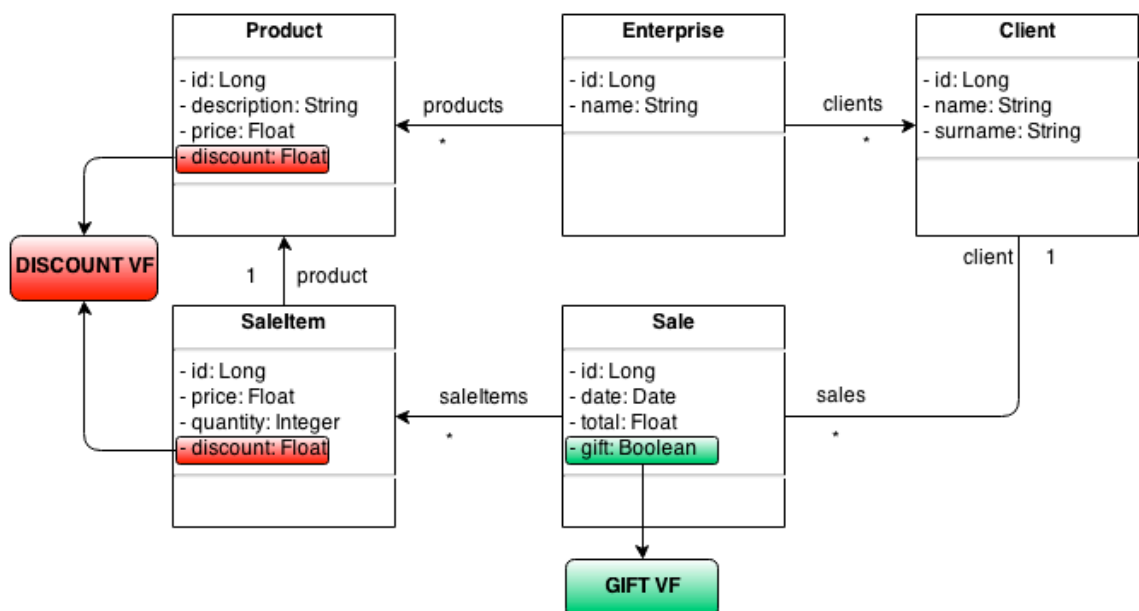 Product
- id: Long
- description: String
- price: Float
- discount: Float
products
*
Enterprise
- id: Long
- name: String
clients
*
Client
- id: Long
- name: String
- surname: String
DISCOUNT VF
1
product
client
1
SaleItem
- id: Long
- price: Float
- quantity: Integer
- discount: Float
saleItems
*
Sale
- id: Long
- date: Date
- total: Float
- gift: Boolean
sales
*
GIFT VF